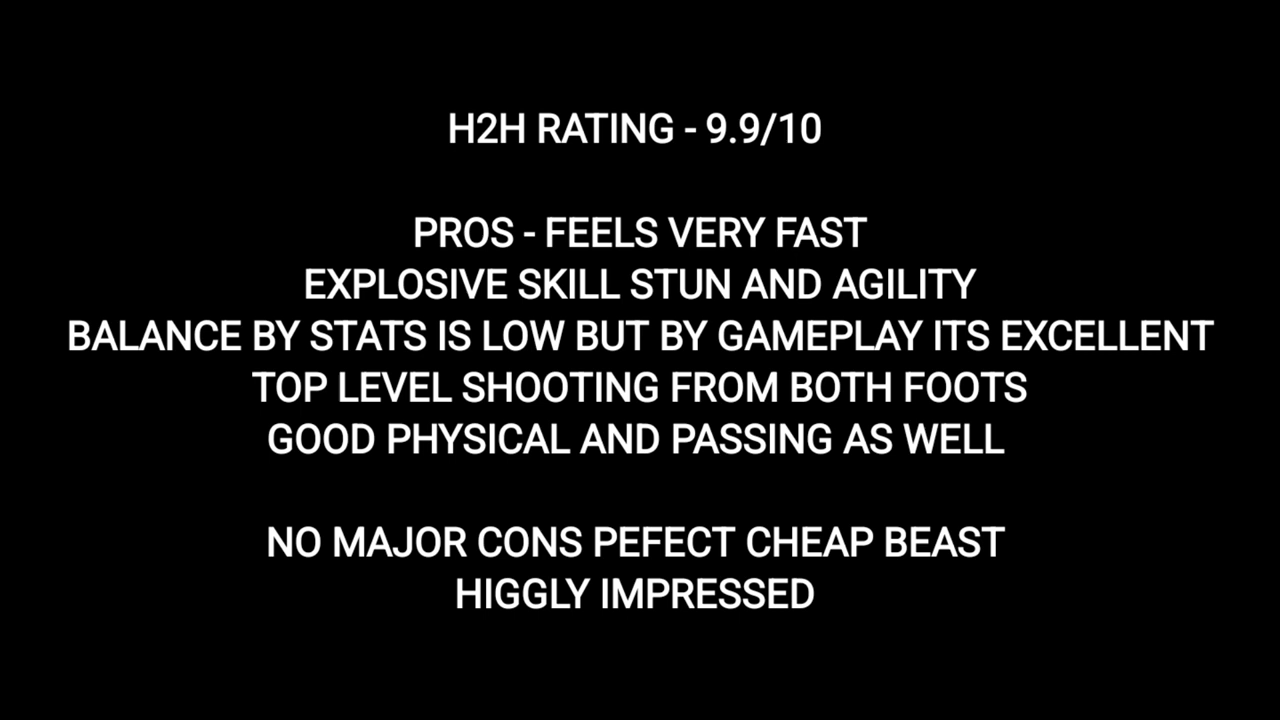 H2H RATING - 9.9/10
PROS - FEELS VERY FAST
EXPLOSIVE SKILL STUN AND AGILITY
BALANCE BY STATS IS LOW BUT BY GAMEPLAY ITS EXCELLENT
TOP LEVEL SHOOTING FROM BOTH FOOTS
GOOD PHYSICAL AND PASSING AS WELL
NO MAJOR CONS PEFECT CHEAP BEAST
HIGGLY IMPRESSED